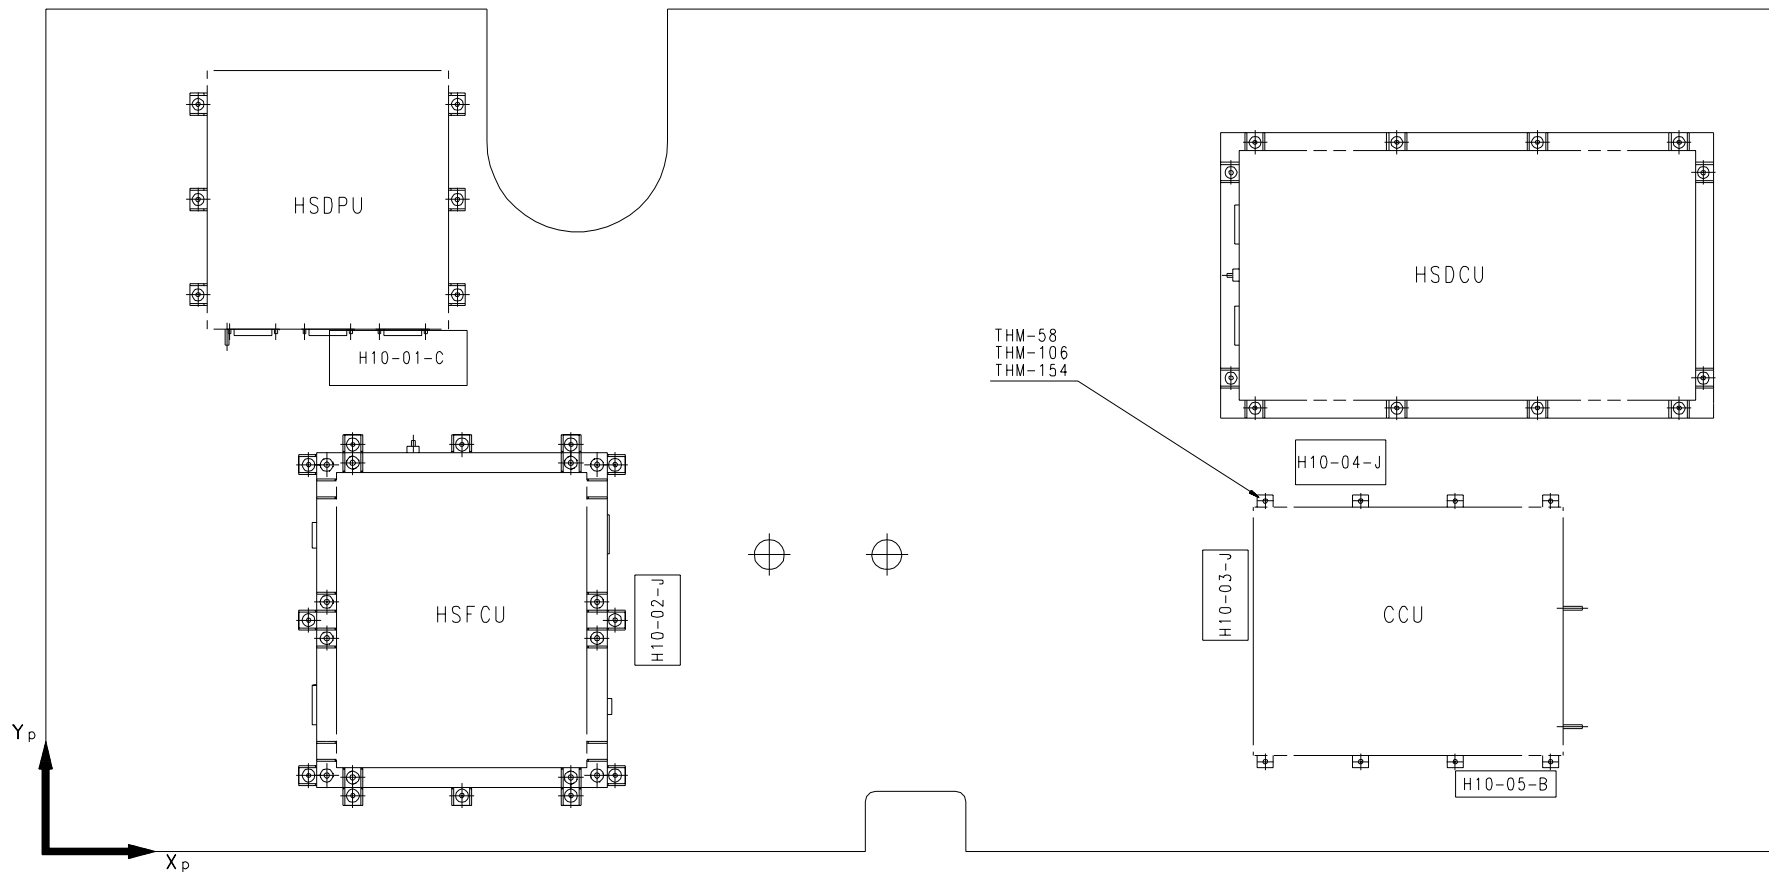 HSDPU
HSDCU
H10-01-C
THM-58
THM-106
THM-154
H10-04-J
H10-03-J
H10-02-J
HSFCU
CCU
H10-05-B
Yp
Xp